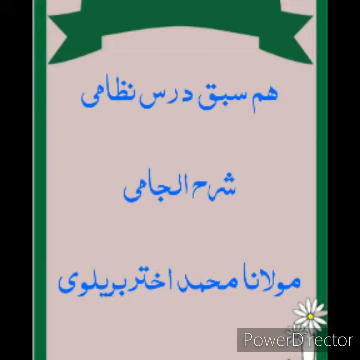 هم سبق درس نظامی
شرح الجامی
مولانا محمد اختر بریلوی
PowerDirector